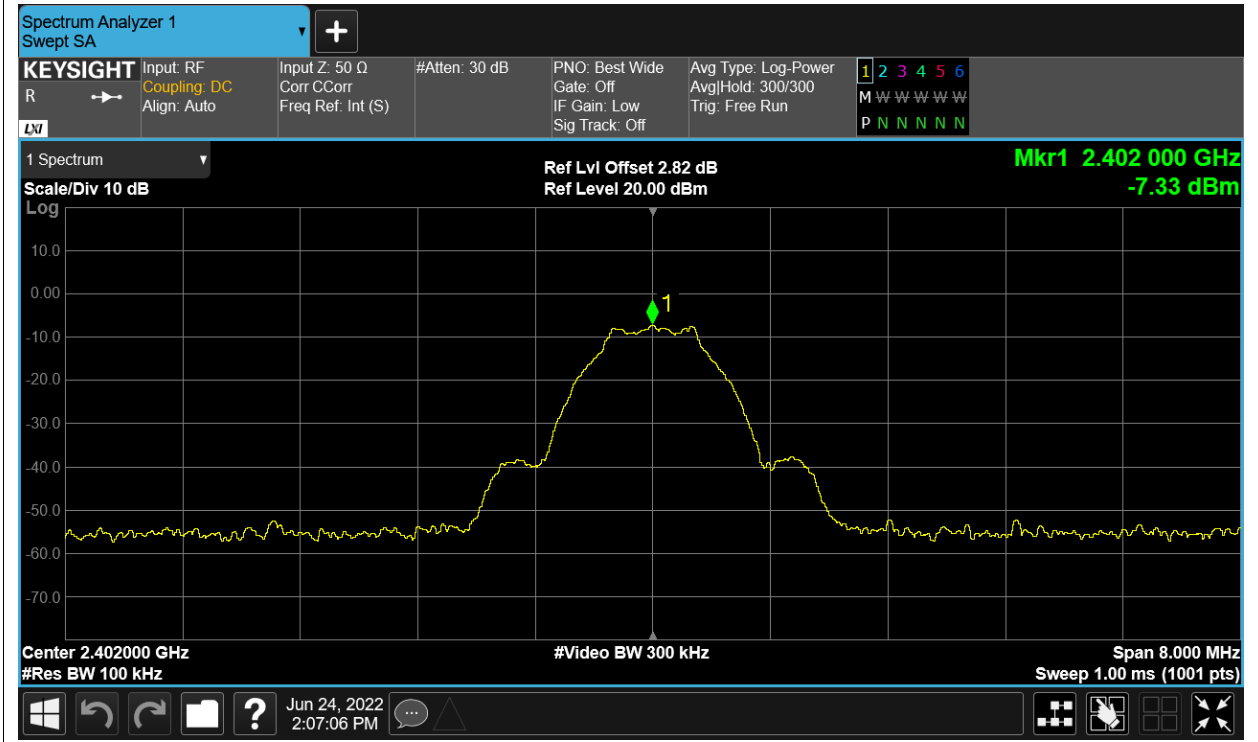 Spectrum Analyzer 1
Swept SA
KEYSIGHT
R
LXI
Input: RF
Coupling: DC
Align: Auto
Input Z: 50 Ω
Corr CCorr
Freq Ref: Int (S)
#Atten: 30 dB
PNO: Best Wide
Gate: Off
IF Gain: Low
Sig Track: Off
Avg Type: Log-Power
Avg|Hold: 300/300
Trig: Free Run
1 2 3 4 5 6
M W W W W W
P N N N N N
1 Spectrum
Scale/Div 10 dB
Log
Ref Lvl Offset 2.82 dB
Ref Level 20.00 dBm
Mkr1 2.402 000 GHz
-7.33 dBm
10.0
0.00
-10.0
-20.0
-30.0
-40.0
-50.0
-60.0
-70.0
1
Center 2.402000 GHz
#Res BW 100 kHz
#Video BW 300 kHz
Span 8.000 MHz
Sweep 1.00 ms (1001 pts)
?
Jun 24, 2022
2:07:06 PM